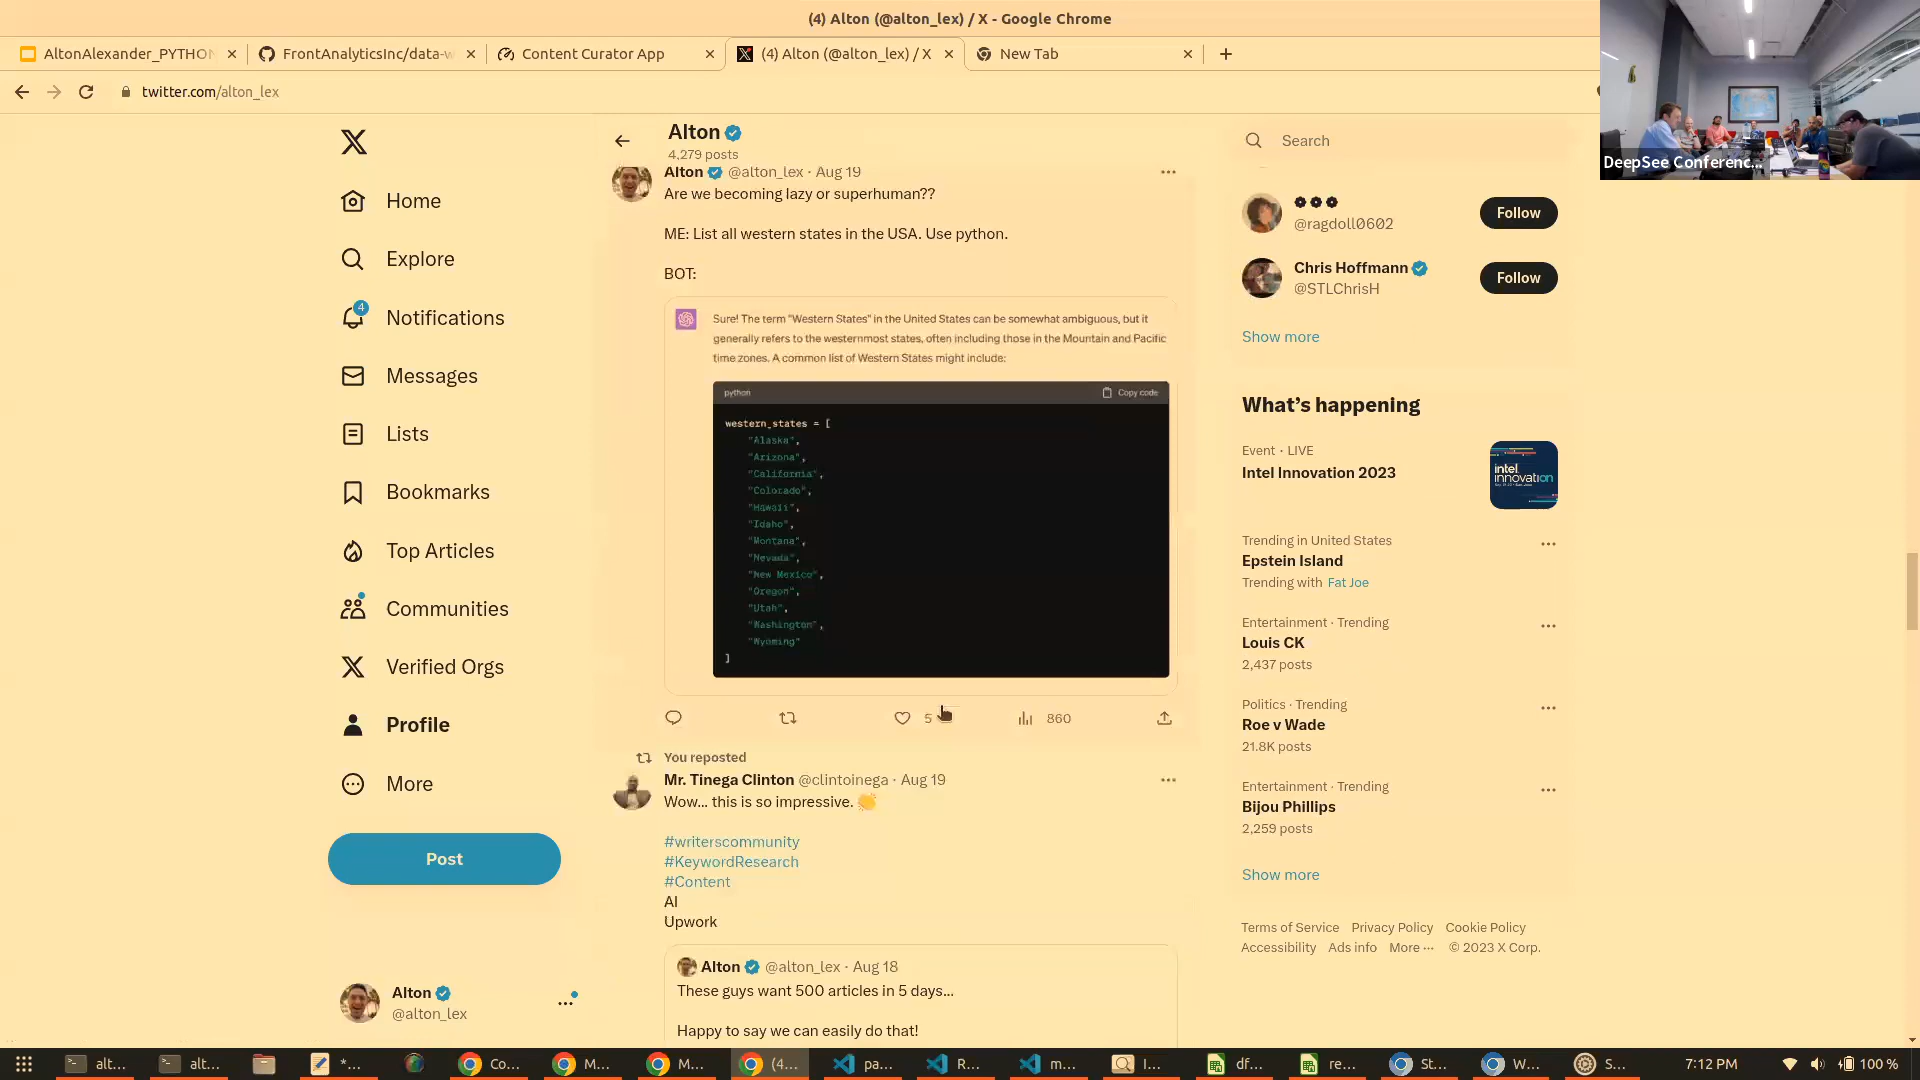 (4) Alton (@alton_lex) / X - Google Chrome
AltonAlexander_PYTHON
FrontAnalyticsInc/data-w
Content Curator App
(4) Alton (@alton_lex) / X
New Tab
twitter.com/alton_lex
DeepSee Conferenc...
Home
Explore
4
Notifications
Messages
Lists
Bookmarks
Top Articles
Communities
Verified Orgs
Profile
More
Post
Alton
@alton_lex
Alton
4,279 posts
Alton @alton_lex · Aug 19
Are we becoming lazy or superhuman??
ME: List all western states in the USA. Use python.
BOT:
Sure! The term "Western States" in the United States can be somewhat ambiguous, but it
generally refers to the westernmost states, often including those in the Mountain and Pacific
time zones. A common list of Western States might include:
python
Copy code
western_states = [
"Alaska",
"Arizona",
"California",
"Colorado",
"Hawaii",
"Idaho",
"Montana",
"Nevada",
"New Mexico",
"Oregon",
"Utah",
"Washington",
"Wyoming"
]
5
860
You reposted
Mr. Tinega Clinton @clintoinega · Aug 19
Wow... this is so impressive.
#writerscommunity
#KeywordResearch
#Content
AI
Upwork
Alton @alton_lex · Aug 18
These guys want 500 articles in 5 days...
Happy to say we can easily do that!
Search
@ragdoll0602
Follow
Chris Hoffmann
@STLChrisH
Follow
Show more
What's happening
Event · LIVE
Intel Innovation 2023
intel.
innovation
Trending in United States
Epstein Island
Trending with Fat Joe
Entertainment · Trending
Louis CK
2,437 posts
Politics · Trending
Roe v Wade
21.8K posts
Entertainment · Trending
Bijou Phillips
2,259 posts
Show more
Terms of Service Privacy Policy Cookie Policy
Accessibility Ads info More ··· © 2023 X Corp.
alt...
alt...
*...
Co...
M...
M...
(4...
pa...
R...
m...
I...
df...
re...
St...
W...
S...
7:12 PM
100 %